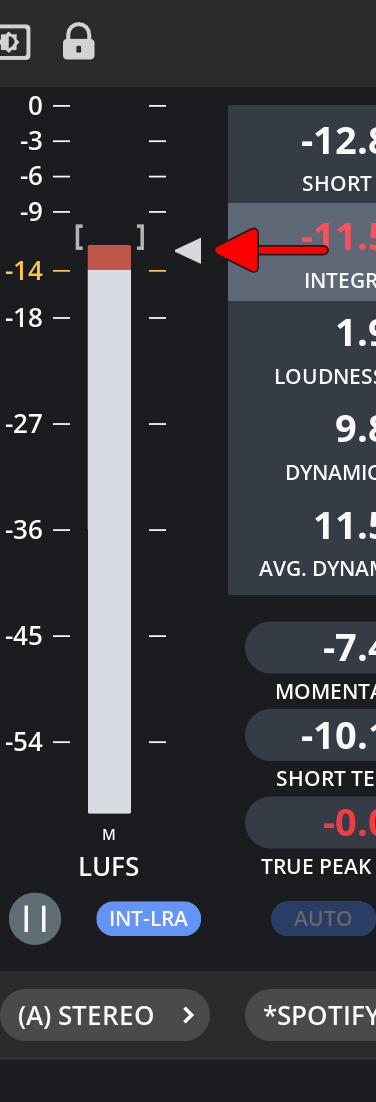 0
-3
-6
-9
-14
-18
-27
-36
-45
-54
M
LUFS
INT-LRA
-12.8
SHORT
-11.5
INTEGR
1.9
LOUDNESS
9.8
DYNAMIC
11.5
AVG. DYNAM
-7.4
MOMENTA
-10.1
SHORT TE
-0.0
TRUE PEAK
AUTO
(A) STEREO
*SPOTIFY